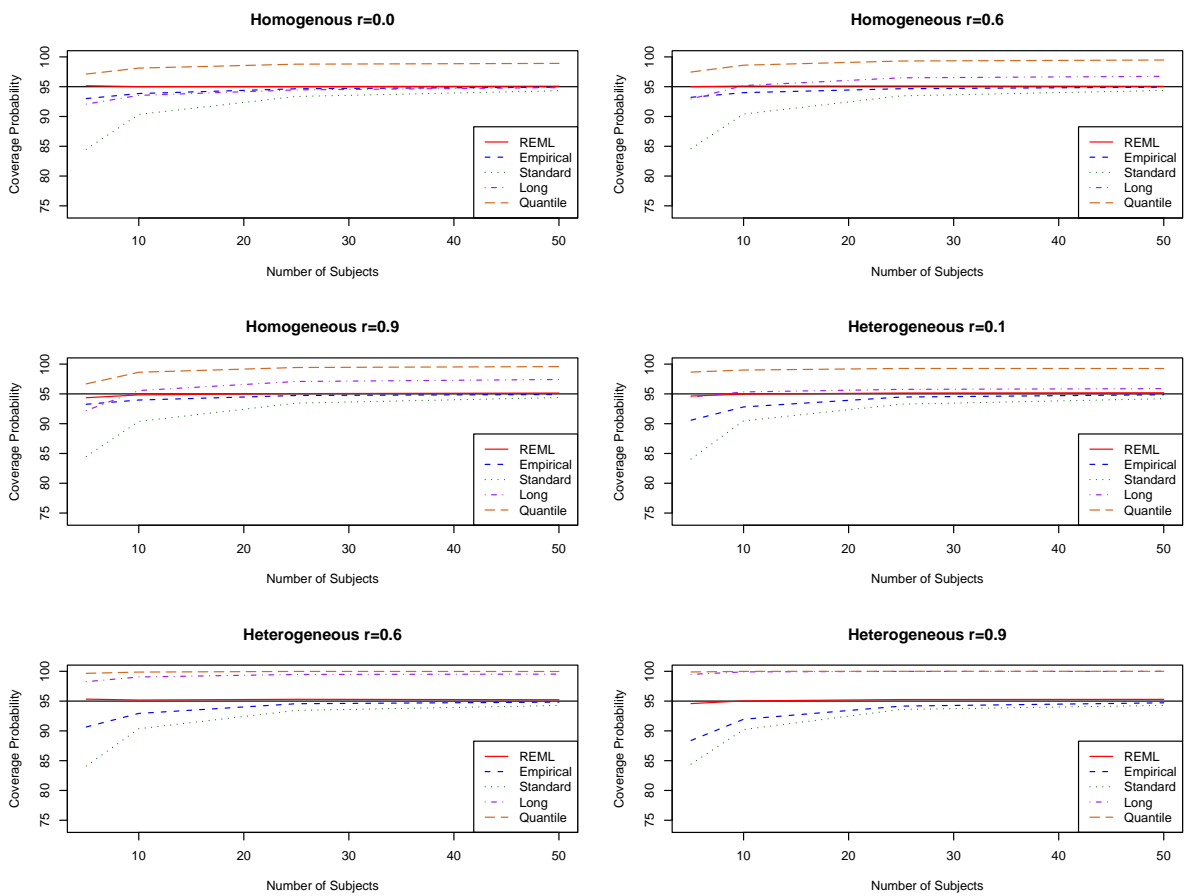 Homogenous r=0.0
Coverage Probability
75 80 85 90 95 100
REML
Empirical
Standard
Long
Quantile
10 20 30 40 50
Number of Subjects
Homogeneous r=0.6
Coverage Probability
75 80 85 90 95 100
REML
Empirical
Standard
Long
Quantile
10 20 30 40 50
Number of Subjects
Homogeneous r=0.9
Coverage Probability
75 80 85 90 95 100
REML
Empirical
Standard
Long
Quantile
10 20 30 40 50
Number of Subjects
Heterogeneous r=0.1
Coverage Probability
75 80 85 90 95 100
REML
Empirical
Standard
Long
Quantile
10 20 30 40 50
Number of Subjects
Heterogeneous r=0.6
Coverage Probability
75 80 85 90 95 100
REML
Empirical
Standard
Long
Quantile
10 20 30 40 50
Number of Subjects
Heterogeneous r=0.9
Coverage Probability
75 80 85 90 95 100
REML
Empirical
Standard
Long
Quantile
10 20 30 40 50
Number of Subjects